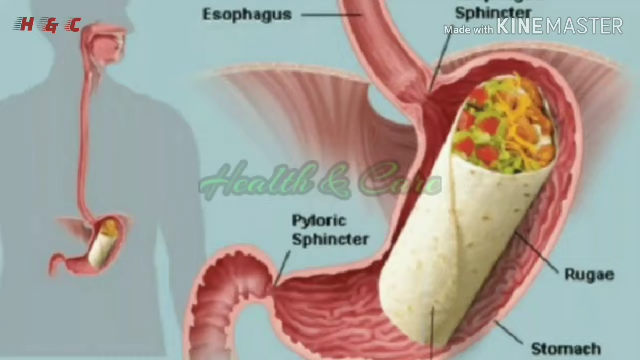 H & C
Esophagus
Sphincter
Made with KINEMASTER
Health & Care
Pyloric
Sphincter
Rugae
Stomach